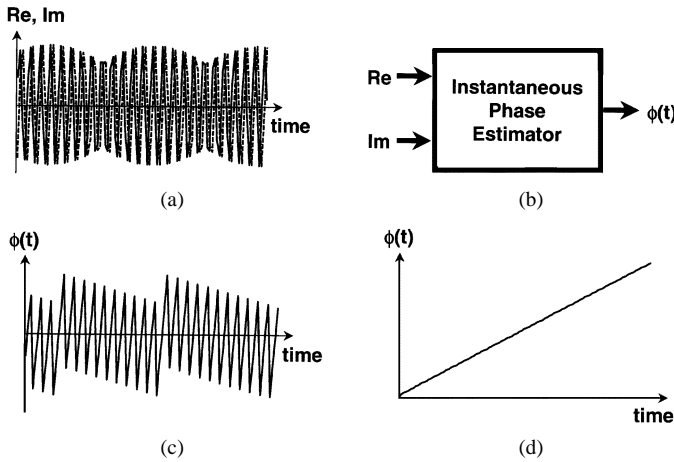 Re, Im
time
(a)
Re
Im
Instantaneous
Phase
Estimator
ϕ(t)
(b)
ϕ(t)
time
(c)
ϕ(t)
time
(d)